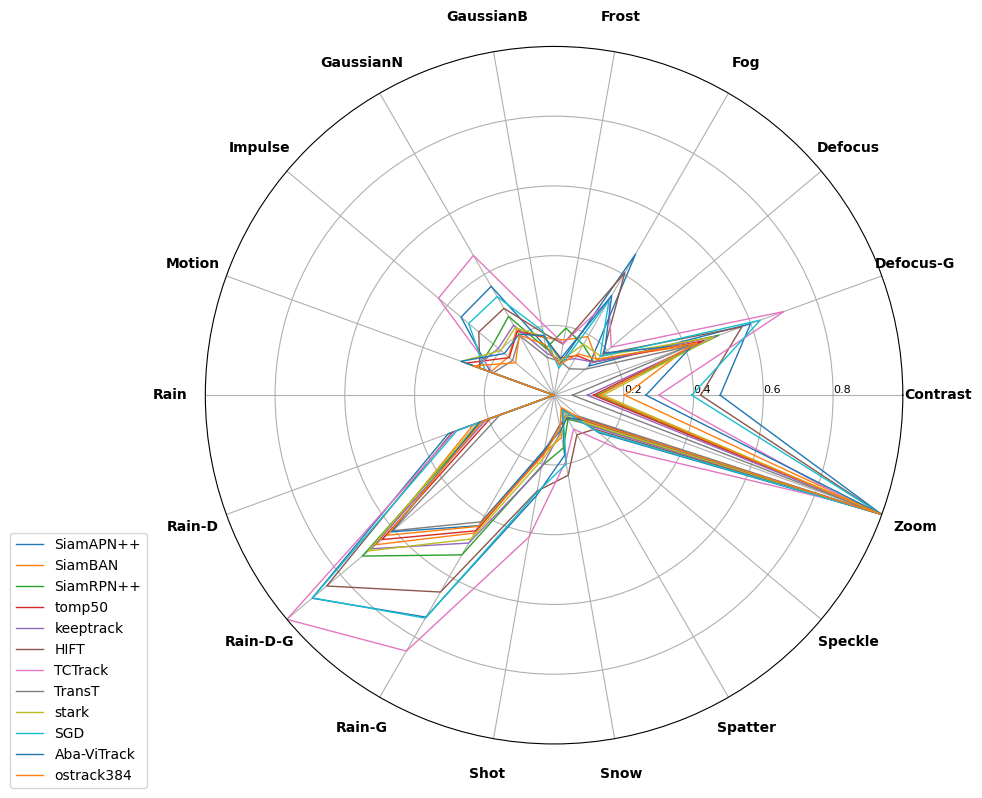 GaussianB Frost
GaussianN Fog
Impulse Defocus
Motion Defocus-G
0.2 0.4 0.6 0.8
Rain Contrast
Rain-D Zoom
SiamAPN++
SiamBAN
SiamRPN++
tomp50
keeptrack
HIFT
TCTrack
TransT
stark
SGD
Aba-ViTrack
ostrack384
Rain-D-G Speckle
Rain-G Spatter
Shot Snow